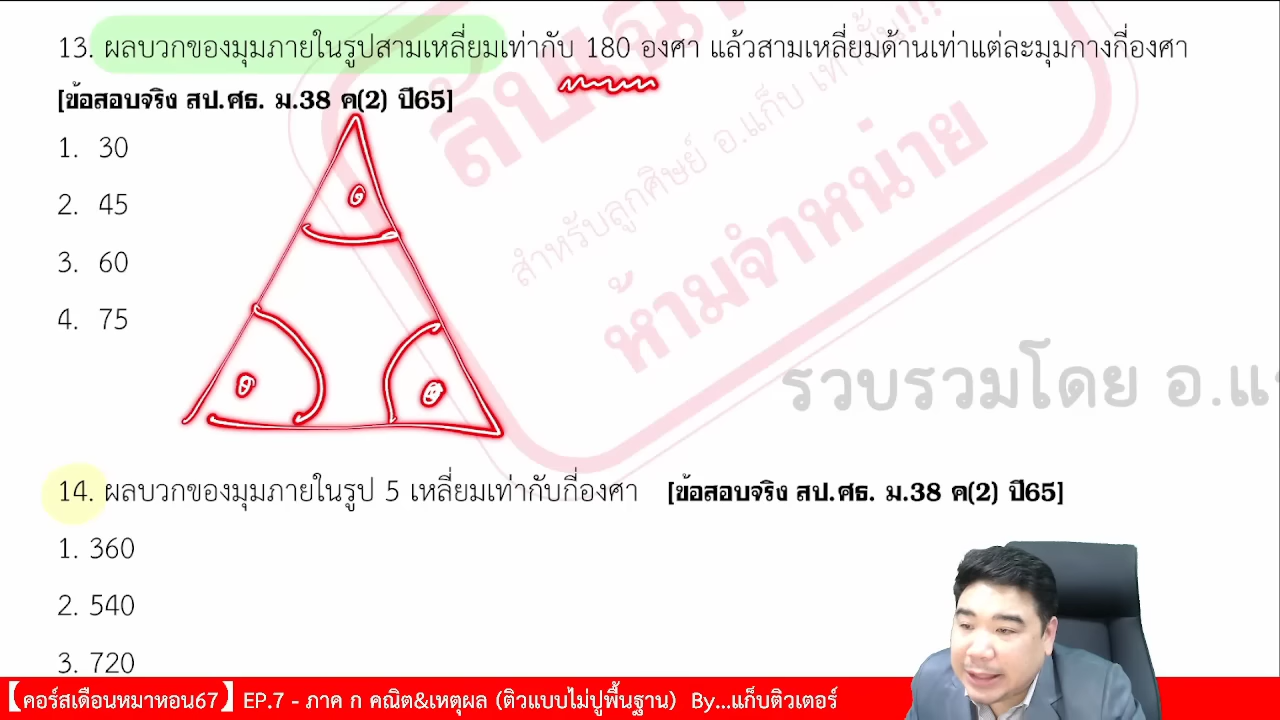 13. ผลบวกของมุมภายในรูปสามเหลี่ยมเท่ากับ 180 องศา แล้วสามเหลี่ยมด้านเท่าแต่ละมุมกางกี่องศา
[ข้อสอบจริง สป.ศธ. ม.38 ค(2) ปี65]
1. 30
2. 45
3. 60
4. 75
สำหรับลูกศิษย์ อ.แก็บ เท่านั้น!!!
ห้ามจำหน่าย
รวบรวมโดย อ.
14. ผลบวกของมุมภายในรูป 5 เหลี่ยมเท่ากับกี่องศา [ข้อสอบจริง สป.ศธ. ม.38 ค(2) ปี65]
1. 360
2. 540
3. 720
【คอร์สเดือนหมาหอน67】 EP.7 - ภาค ก คณิต&เหตุผล (ติวแบบไม่ปูพื้นฐาน) By...แก็บติวเตอร์